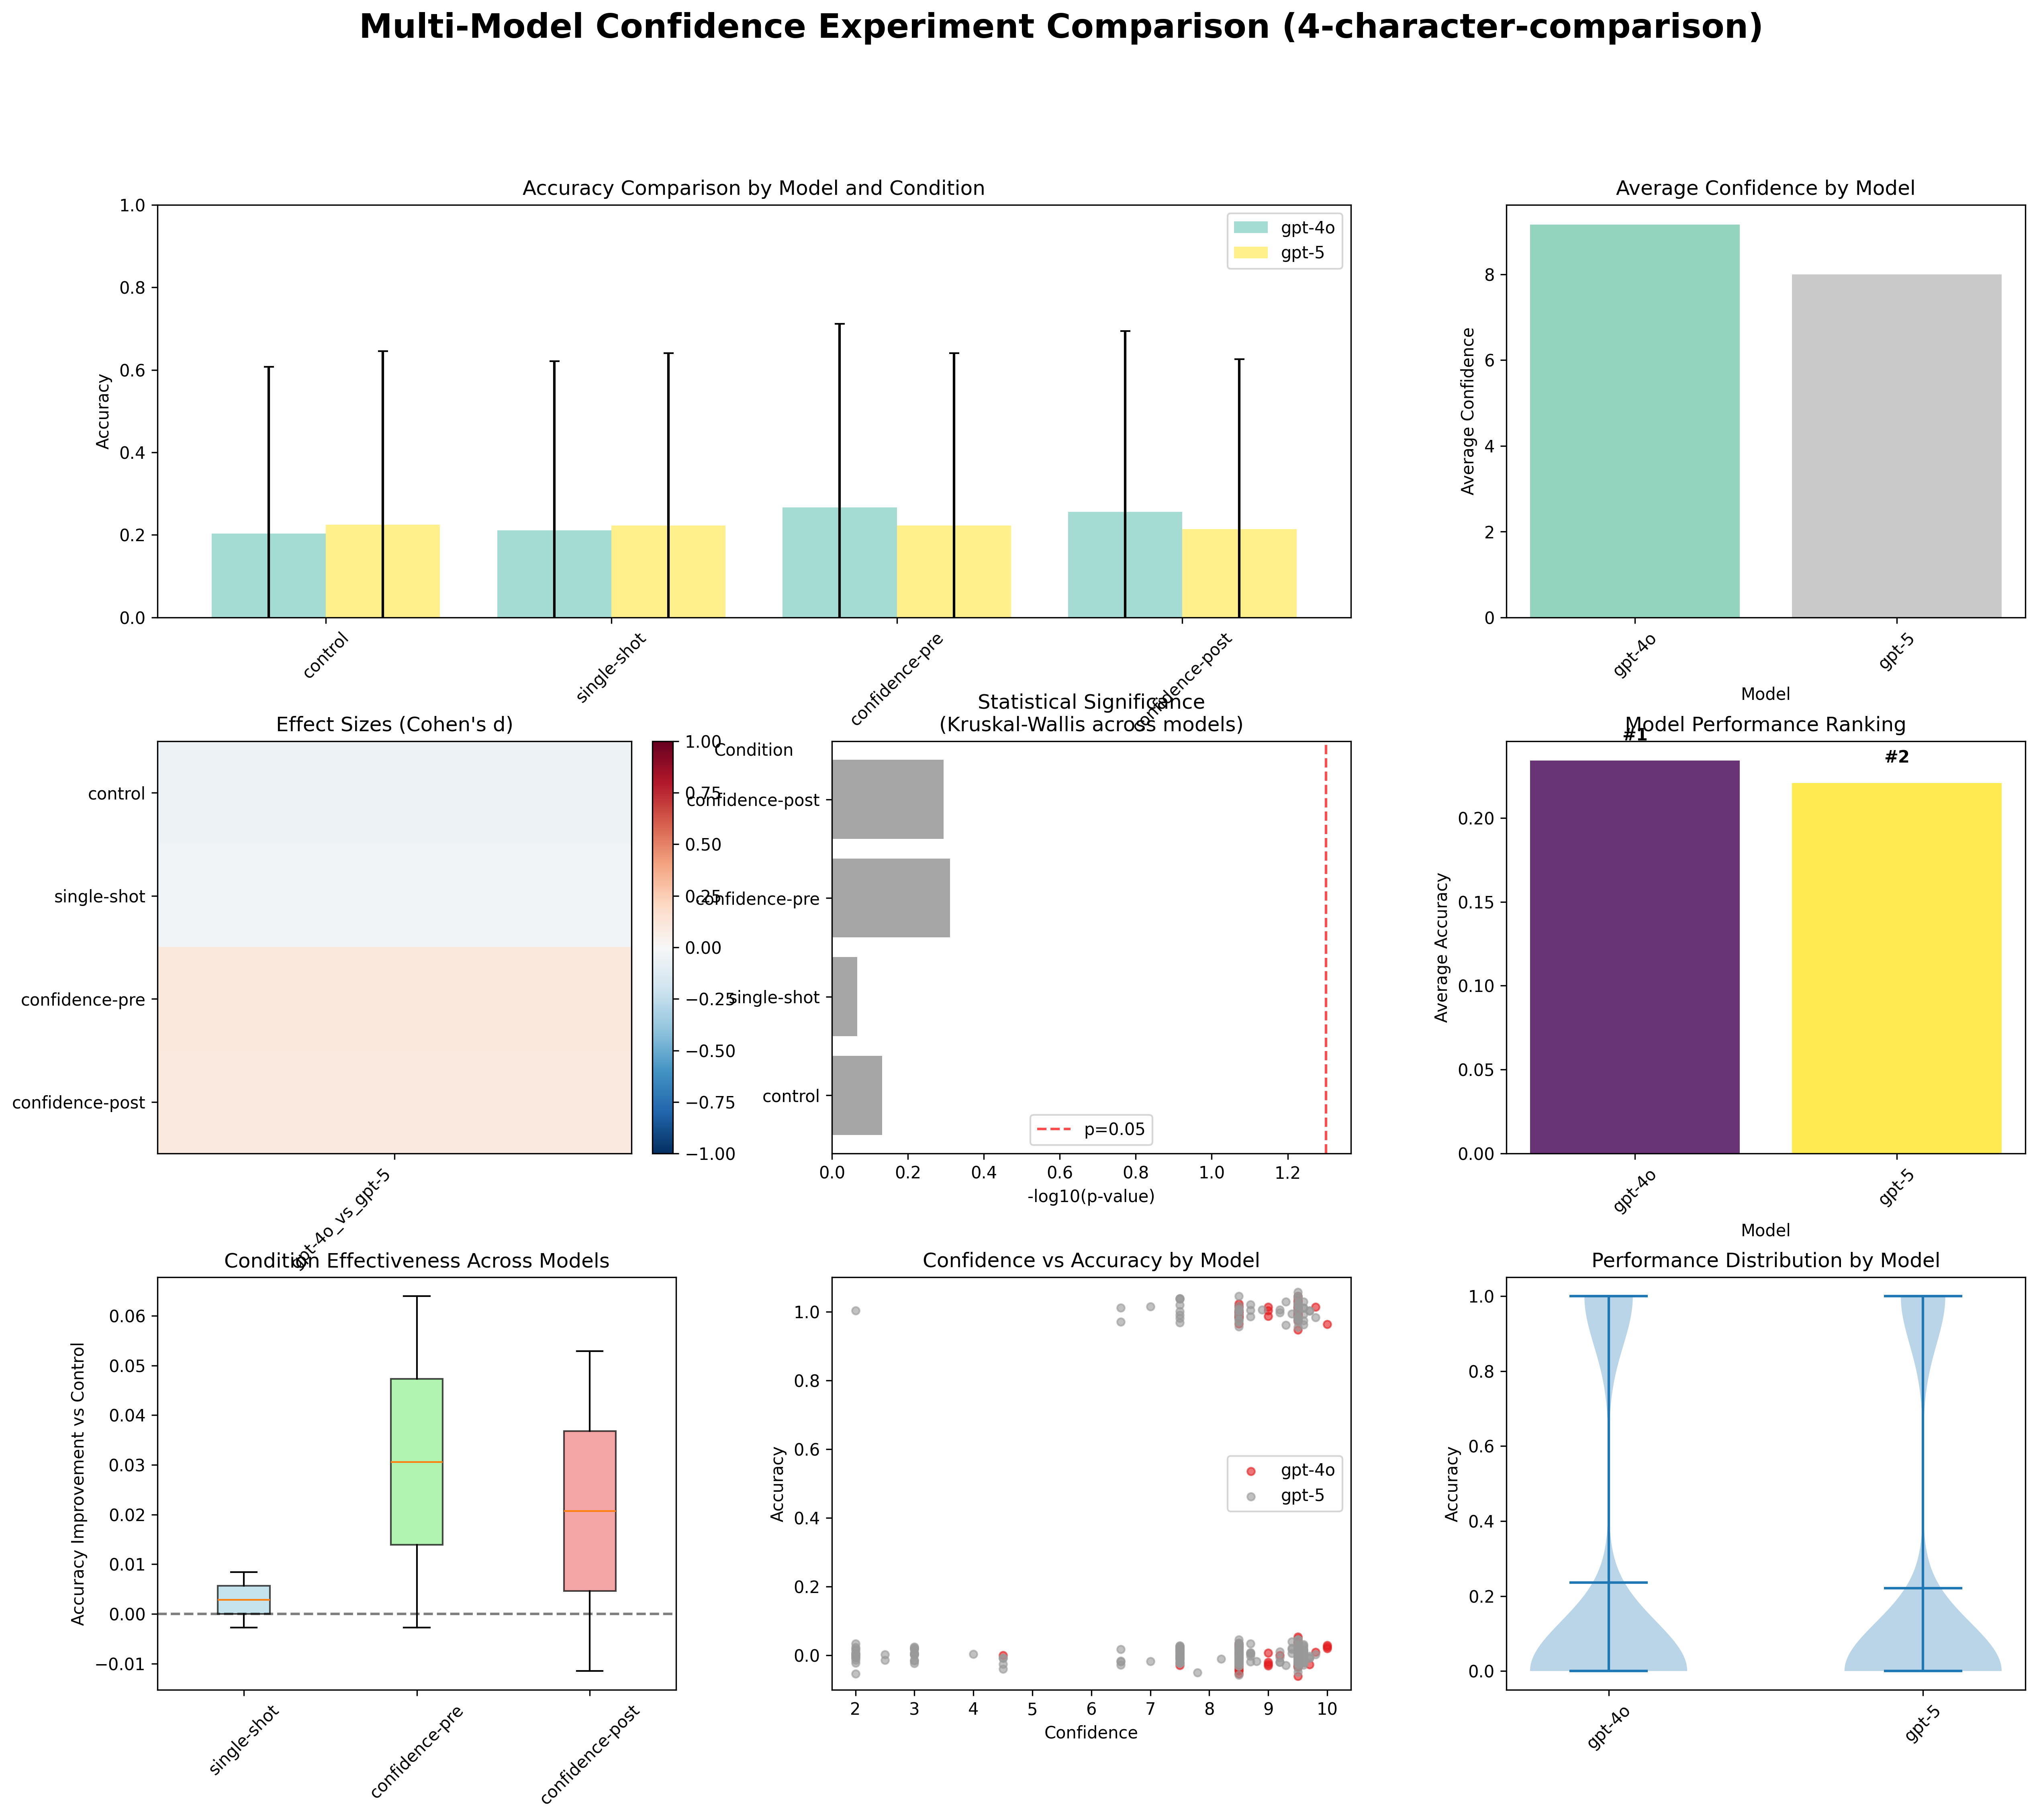 Multi-Model Confidence Experiment Comparison (4-character-comparison)
Accuracy Comparison by Model and Condition
Accuracy
1.0
0.8
0.6
0.4
0.2
0.0
gpt-4o
gpt-5
control
single-shot
confidence-pre
confidence-post
Condition
Average Confidence by Model
Average Confidence
8
6
4
2
0
gpt-4o
gpt-5
Model
Effect Sizes (Cohen's d)
control
single-shot
confidence-pre
confidence-post
gpt-4o_vs_gpt-5
1.00
0.75
0.50
0.25
0.00
−0.25
−0.50
−0.75
−1.00
Statistical Significance
(Kruskal-Wallis across models)
confidence-post
confidence-pre
single-shot
control
p=0.05
0.0 0.2 0.4 0.6 0.8 1.0 1.2
-log10(p-value)
Model Performance Ranking
#1
#2
Average Accuracy
0.20
0.15
0.10
0.05
0.00
gpt-4o
gpt-5
Model
Condition Effectiveness Across Models
Accuracy Improvement vs Control
0.06
0.05
0.04
0.03
0.02
0.01
0.00
−0.01
single-shot
confidence-pre
confidence-post
Confidence vs Accuracy by Model
Accuracy
1.0
0.8
0.6
0.4
0.2
0.0
gpt-4o
gpt-5
2 3 4 5 6 7 8 9 10
Confidence
Performance Distribution by Model
Accuracy
1.0
0.8
0.6
0.4
0.2
0.0
gpt-4o
gpt-5